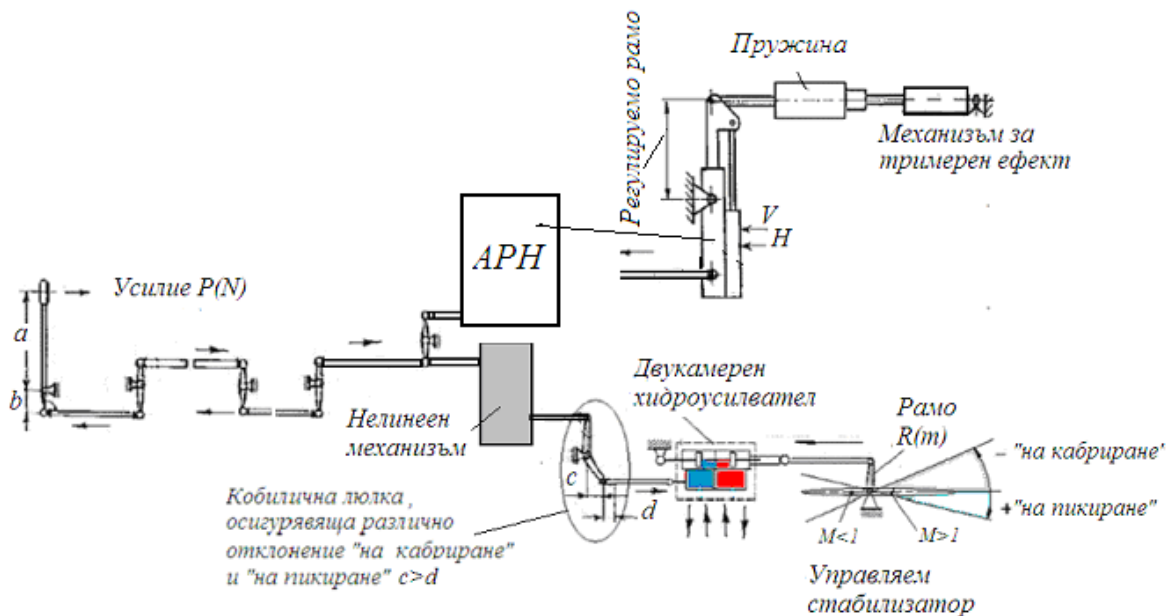 Пружина
Механизъм за
тримерен ефект
Регулируемо рамо
V
H
АРН
Усилие P(N)
a
b
Нелинеен
механизъм
Двукамерен
хидроусилвател
Рамо
R(m)
– "на кабриране"
+"на пикиране"
M<1
M>1
Управляем
стабилизатор
c
d
Кобилична люлка ,
осигурявяща различно
отклонение "на кабриране"
и "на пикиране" c>d